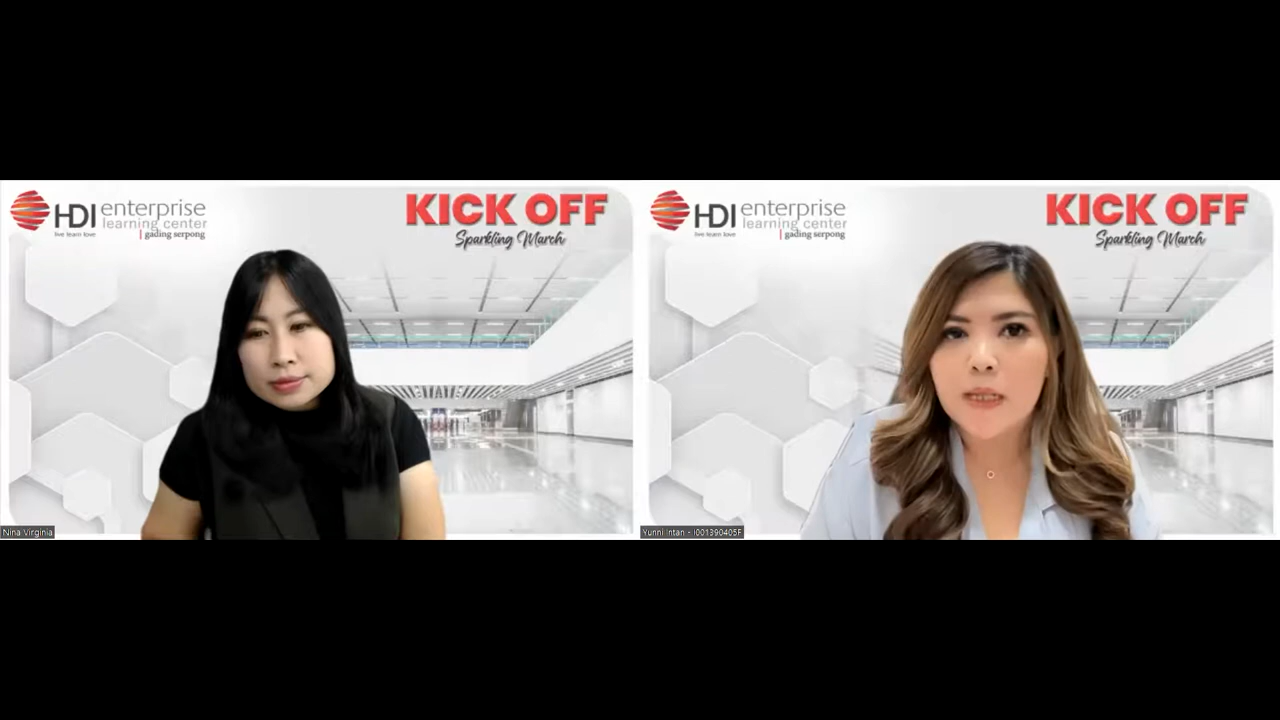 HDI enterprise
learning center
live learn love
| gading serpong
KICK OFF
Sparkling March
HDI enterprise
learning center
live learn love
| gading serpong
KICK OFF
Sparkling March
Nina Virginia
Yunni Intan - I001390405F